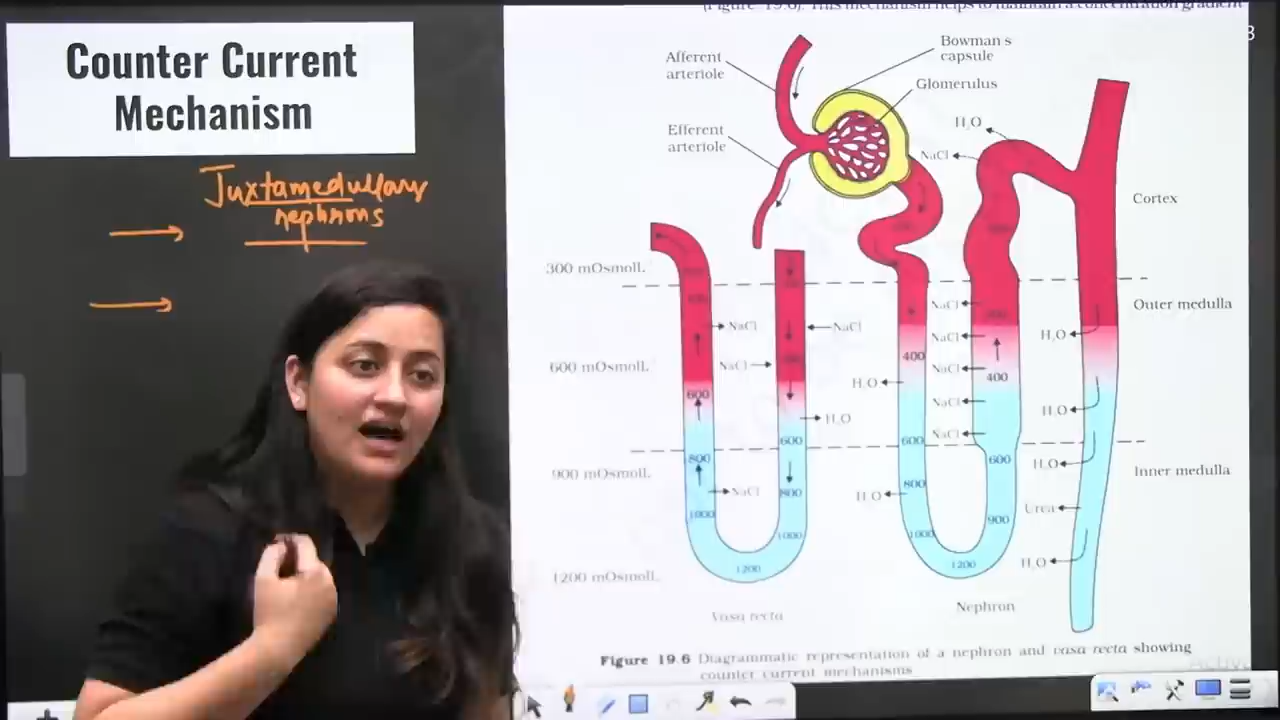 Counter Current
Mechanism
Juxtamedullary
nephrons
Afferent
arteriole
Efferent
arteriole
Bowman s
capsule
Glomerulus
H₂O
NaCl
Cortex
300 mOsmolL
Outer medulla
NaCl
NaCl
NaCl
NaCl
H₂O
600 mOsmolL
NaCl
400
NaCl
400
H₂O
NaCl
600
H₂O
H₂O
NaCl
600
600
800
600
H₂O
900 mOsmolL
Inner medulla
NaCl
800
800
H₂O
1000
900
Urea
1000
1000
1200 mOsmolL
1200
1200
H₂O
Vasa recta
Nephron
Figure 19.6 Diagrammatic representation of a nephron and vasa recta showing
counter current mechanisms